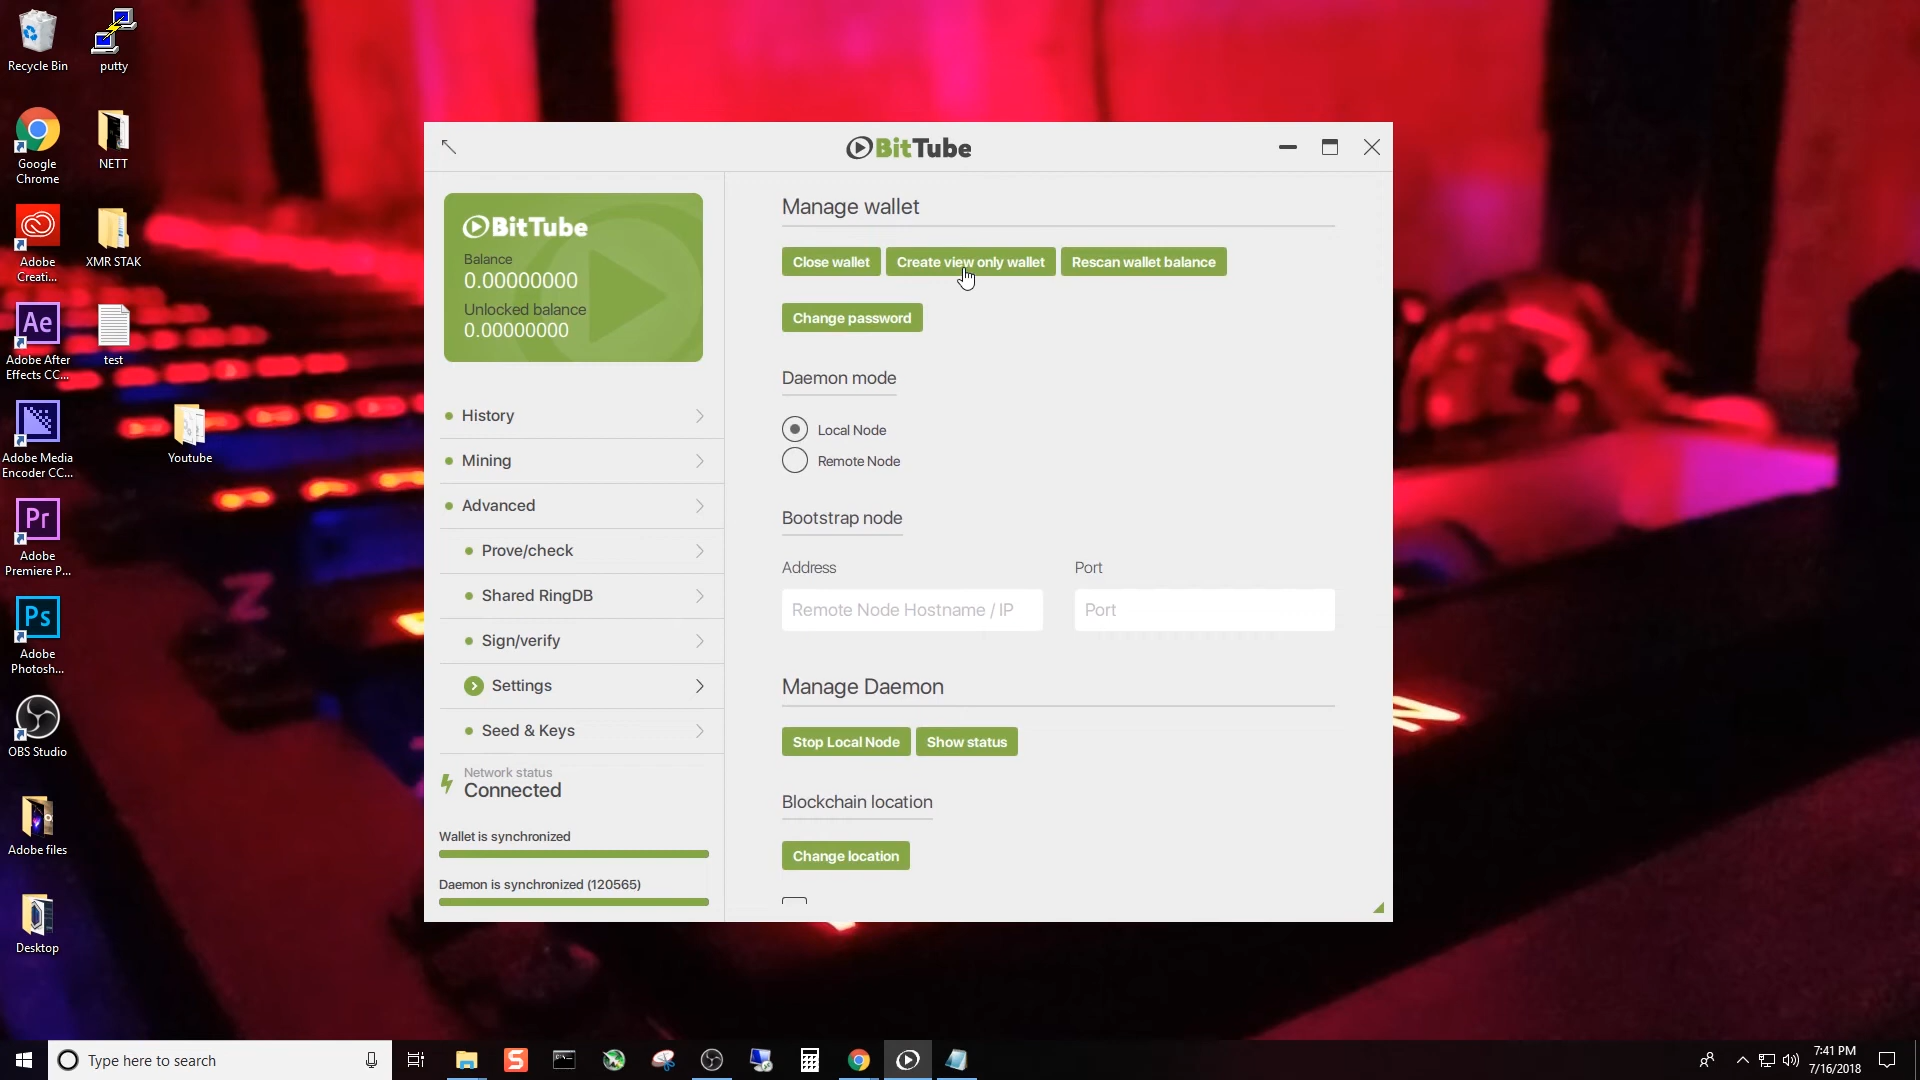 Recycle Bin
putty
Google
Chrome
NETT
Adobe
Creati...
XMR STAK
Adobe After
Effects CC...
test
Adobe Media
Encoder CC...
Youtube
Adobe
Premiere P...
Adobe
Photosh...
OBS Studio
Adobe files
Desktop
Ae
Pr
Ps
BitTube
BitTube
Balance
0.00000000
Unlocked balance
0.00000000
History
Mining
Advanced
Prove/check
Shared RingDB
Sign/verify
Settings
Seed & Keys
Network status
Connected
Wallet is synchronized
Daemon is synchronized (120565)
Manage wallet
Close wallet
Create view only wallet
Rescan wallet balance
Change password
Daemon mode
Local Node
Remote Node
Bootstrap node
Address
Port
Remote Node Hostname / IP
Port
Manage Daemon
Stop Local Node
Show status
Blockchain location
Change location
Type here to search
7:41 PM
7/16/2018